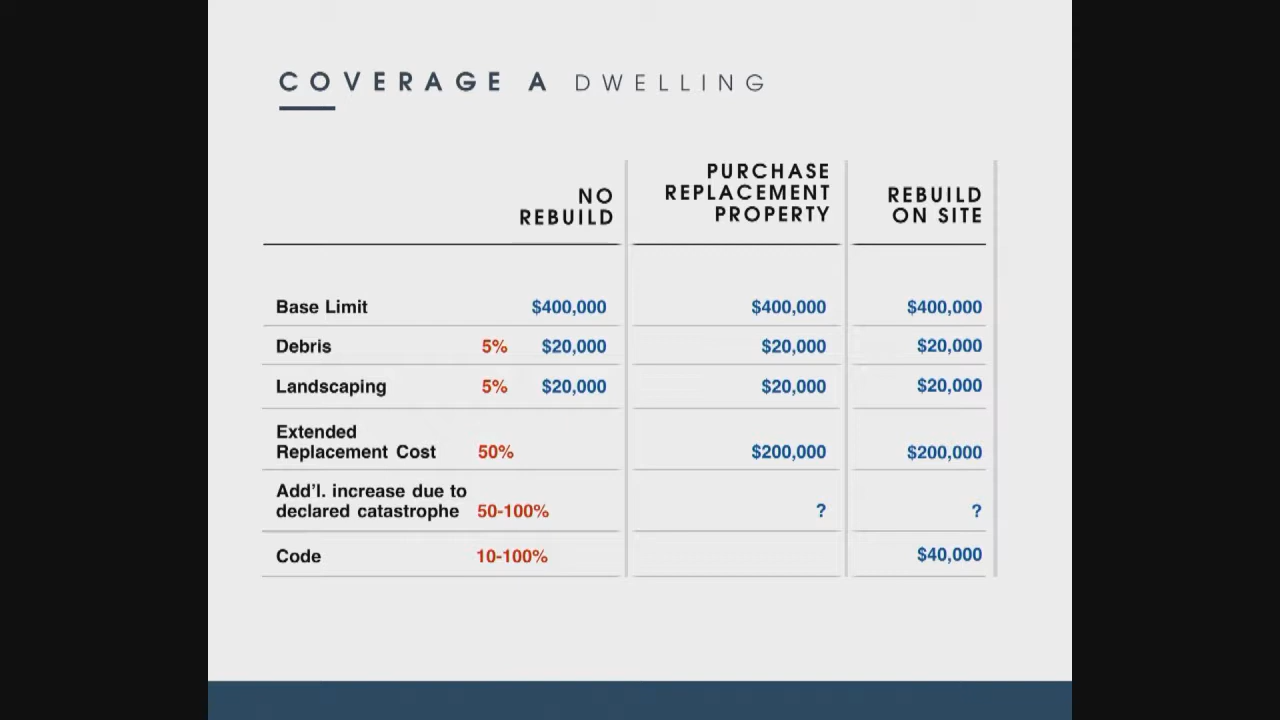 COVERAGE A DWELLING
NO
REBUILD
PURCHASE
REPLACEMENT
PROPERTY
REBUILD
ON SITE
Base Limit $400,000 $400,000 $400,000
Debris 5% $20,000 $20,000 $20,000
Landscaping 5% $20,000 $20,000 $20,000
Extended
Replacement Cost 50% $200,000 $200,000
Add'l. increase due to
declared catastrophe 50-100% ? ?
Code 10-100% $40,000